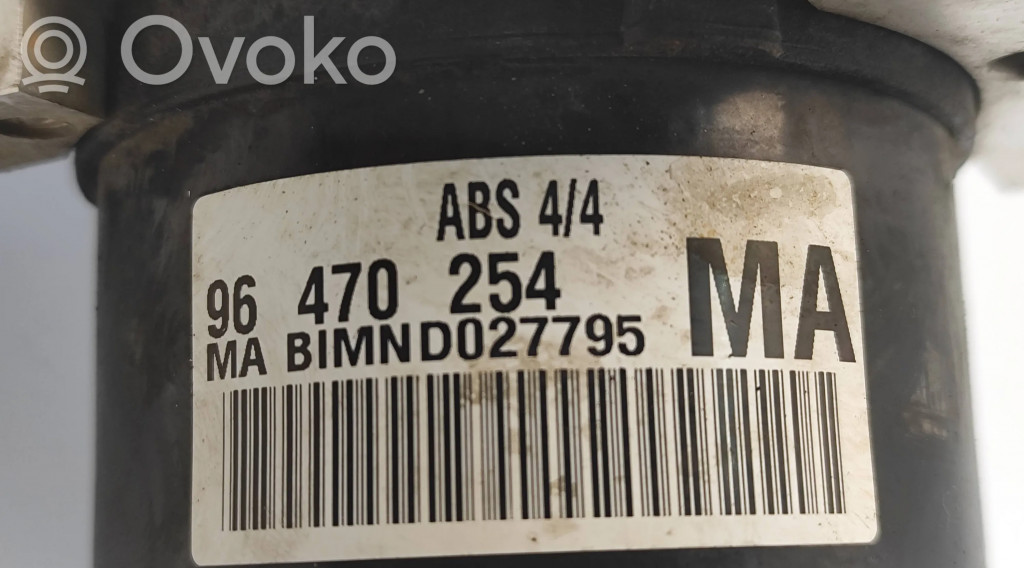 Ovoko
ABS 4/4
96 470 254 MA
MA BIMND027795